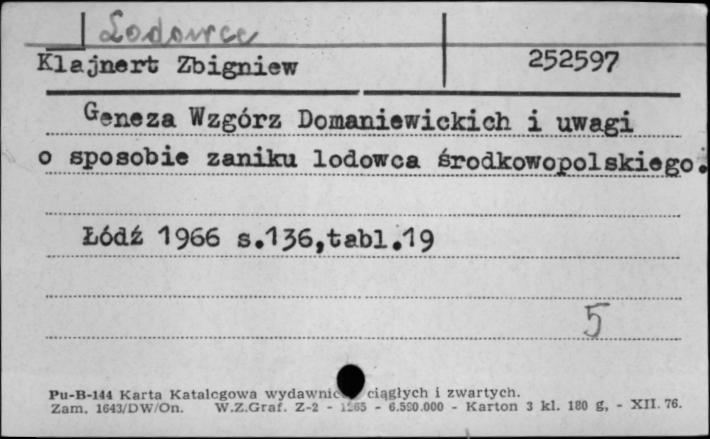 Lodowce
Klajnert Zbigniew 252597
Geneza Wzgórz Domaniewickich i uwagi
o sposobie zaniku lodowca środkowopolskiego.
Łódź 1966 s.136,tabl.19
5
Pu-B-144 Karta Katalogowa ciągłych i zwartych.
Zam. 1643/DW/On. W.Z.Graf. Z-2 - - 6.590.000 - Karton 3 kl. 180 g, - XII. 76.